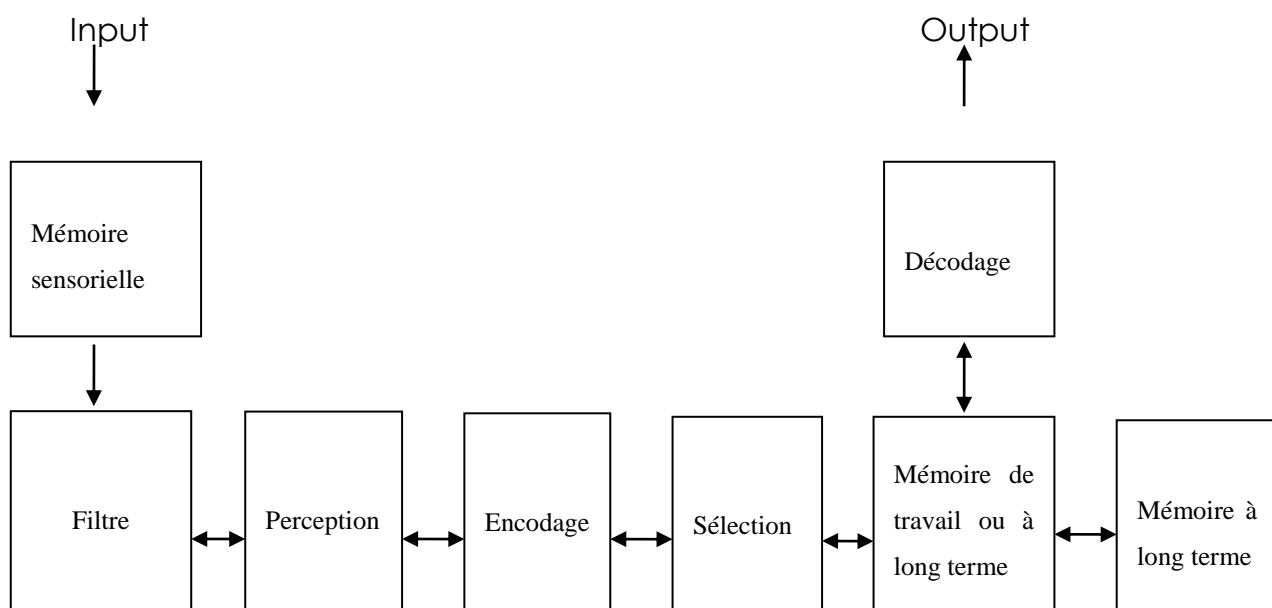 Input
Output
Mémoire
sensorielle
Décodage
Filtre
Perception
Encodage
Sélection
Mémoire de
travail ou à
long terme
Mémoire à
long terme